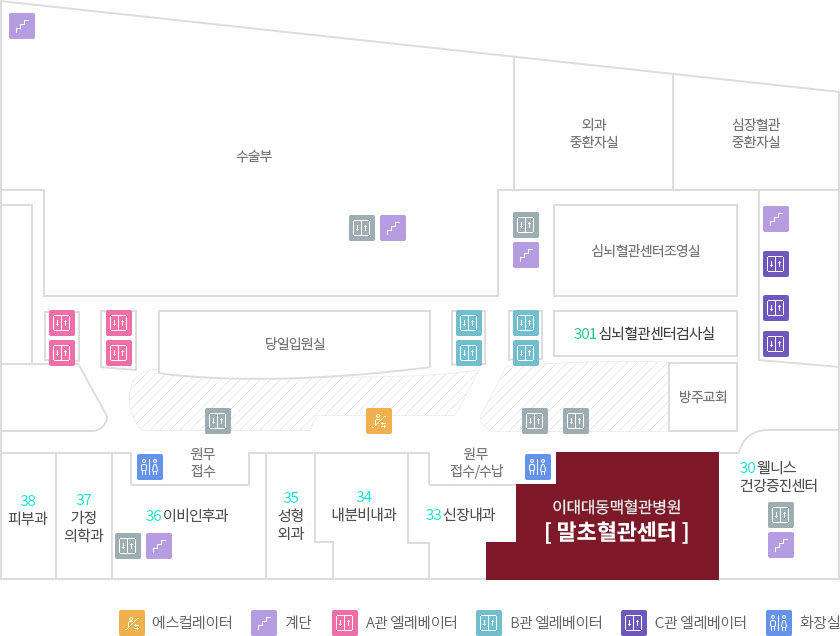 외과
중환자실
심장혈관
중환자실
수술부
심뇌혈관센터조영실
301 심뇌혈관센터검사실
당일입원실
방주교회
원무
접수
원무
접수/수납
38
피부과
37
가정
의학과
36 이비인후과
35
성형
외과
34
내분비내과
33 신장내과
이대대동맥혈관병원
[ 말초혈관센터 ]
30 웰니스
건강증진센터
에스컬레이터
계단
A관 엘레베이터
B관 엘레베이터
C관 엘레베이터
화장실